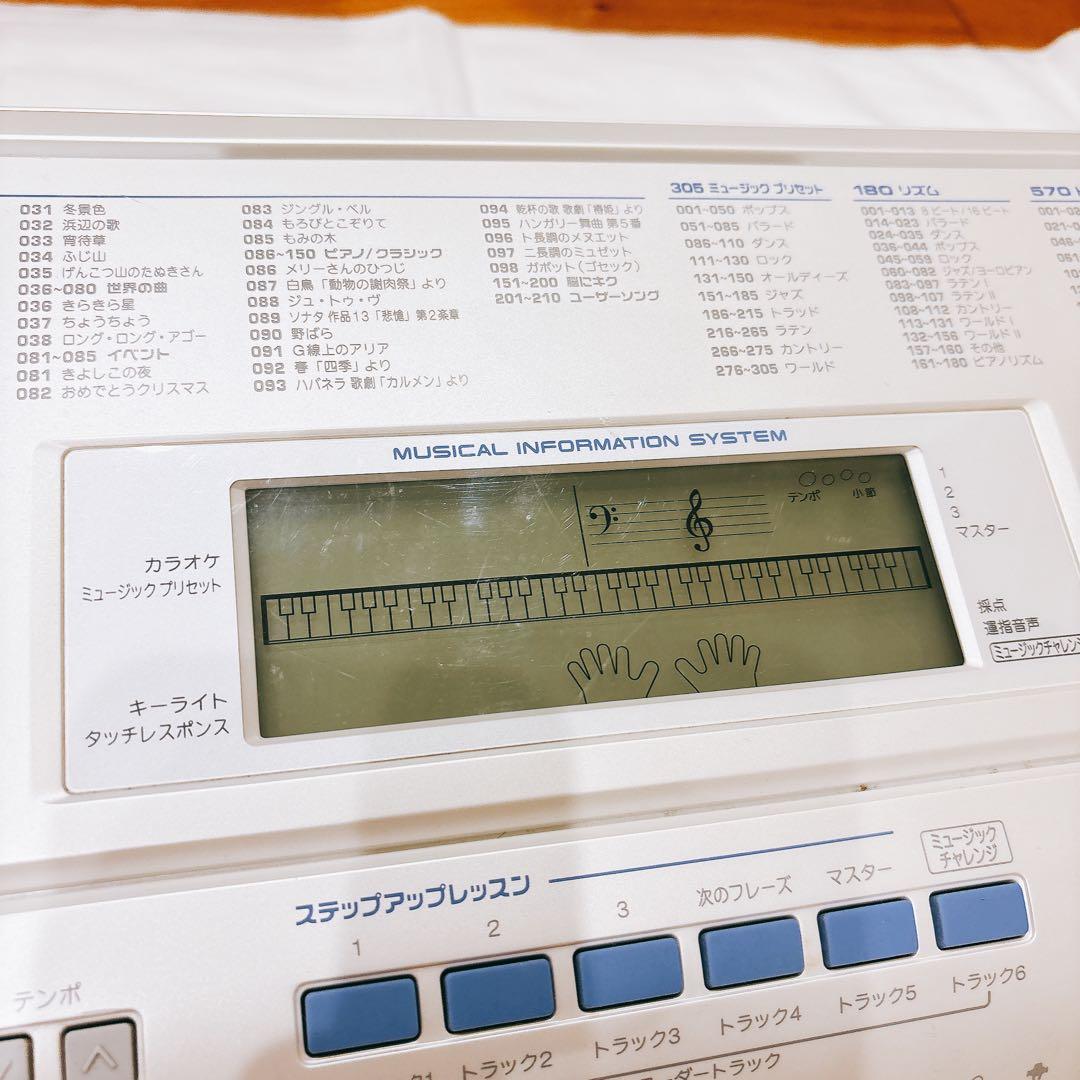 031 冬景色
032 浜辺の歌
033 宵待草
034 ふじ山
035 げんこつ山のたぬきさん
036~080 世界の曲
036 きらきら星
037 ちょうちょう
038 ロング・ロング・アゴー
081~085 イベント
081 きよしこの夜
082 おめでとうクリスマス
083 ジングル・ベル
084 もろびとこぞりて
085 もみの木
086~150 ピアノ/クラシック
086 メリーさんのひつじ
087 白鳥「動物の謝肉祭」より
088 ジュ・トゥ・ヴ
089 ソナタ 作品13「悲愴」第2楽章
090 野ばら
091 G線上のアリア
092 春「四季」より
093 ハバネラ 歌劇「カルメン」より
094 乾杯の歌 歌劇「椿姫」より
095 ハンガリー舞曲 第5番
096 ト長調のメヌエット
097 ニ長調のミュゼット
098 ガボット(ゴセック)
151~200 脳にキク
201~210 ユーザーソング
305 ミュージック プリセット
001~050 ポップス
051~085 バラード
086~110 ダンス
111~130 ロック
131~150 オールディーズ
151~185 ジャズ
186~215 トラッド
216~265 ラテン
266~275 カントリー
276~305 ワールド
180 リズム
001~013 8ビート/16ビート
014~023 バラード
024~035 ダンス
036~044 ポップス
045~059 ロック
060~082 ジャズ/ヨーロピアン
083~097 ラテン I
098~107 ラテン II
108~112 カントリー
113~131 ワールド I
132~156 ワールド II
157~160 その他
161~180 ピアノリズム
570
MUSICAL INFORMATION SYSTEM
テンポ 小節
カラオケ
ミュージック プリセット
キーライト
タッチレスポンス
1
2
3
マスター
採点
運指音声
ミュージックチャレンジ
ステップアップレッスン
1
2
3
次のフレーズ
マスター
ミュージック
チャレンジ
テンポ
トラック2
トラック3
トラック4
トラック5
トラック6